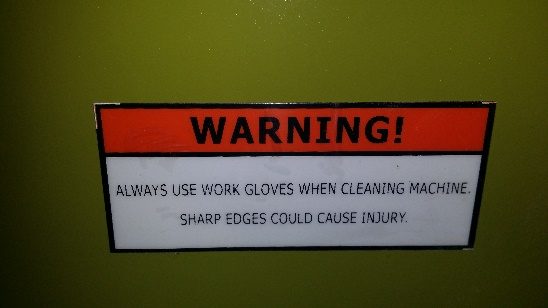 WARNING!
ALWAYS USE WORK GLOVES WHEN CLEANING MACHINE.
SHARP EDGES COULD CAUSE INJURY.